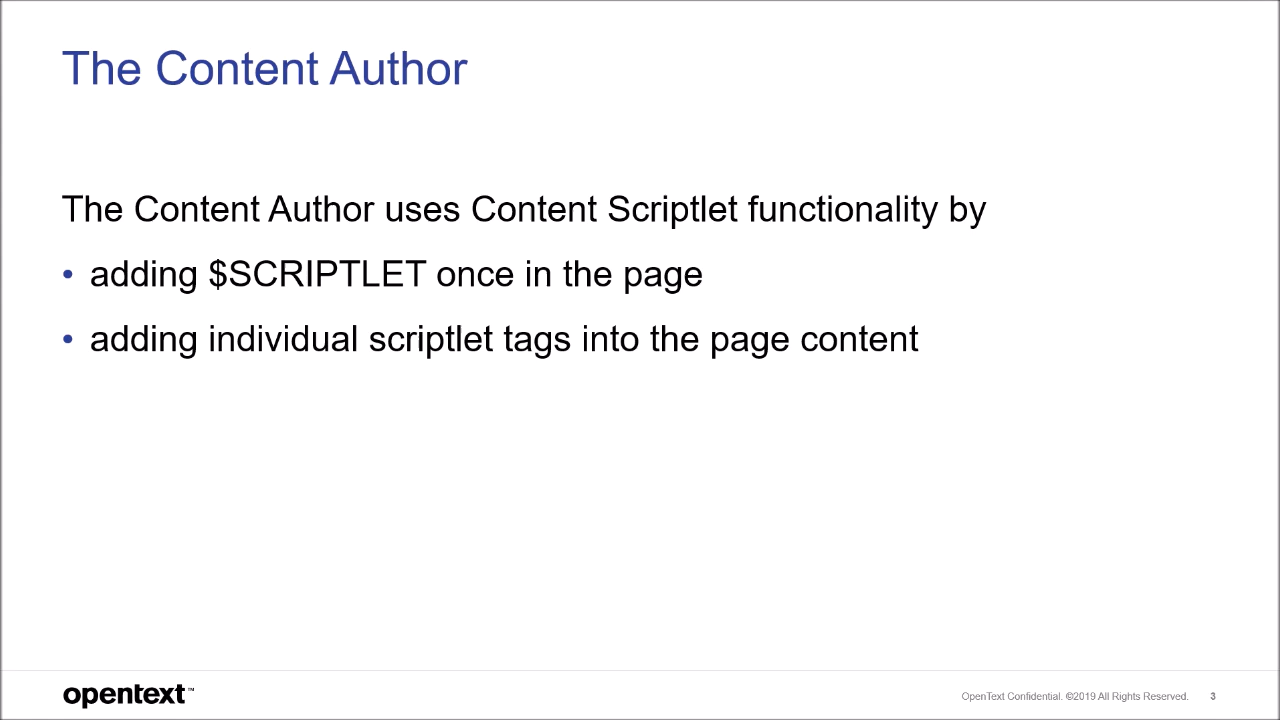 The Content Author
The Content Author uses Content Scriptlet functionality by
• adding $SCRIPTLET once in the page
• adding individual scriptlet tags into the page content
opentext™
OpenText Confidential. ©2019 All Rights Reserved. 3